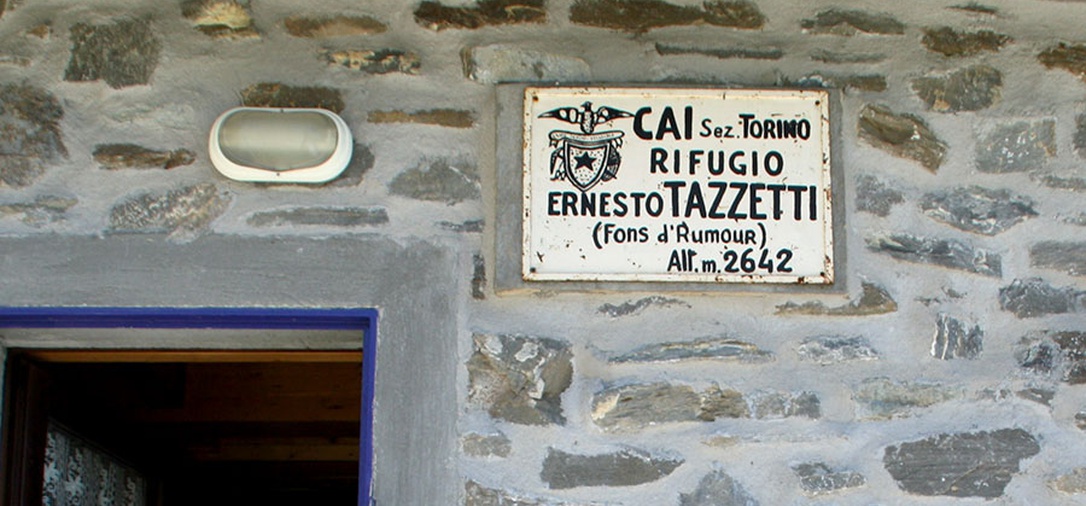 CAI Sez. TORINO
RIFUGIO
ERNESTO TAZZETTI
(FONS d'RUMOUR)
Alt. m. 2642